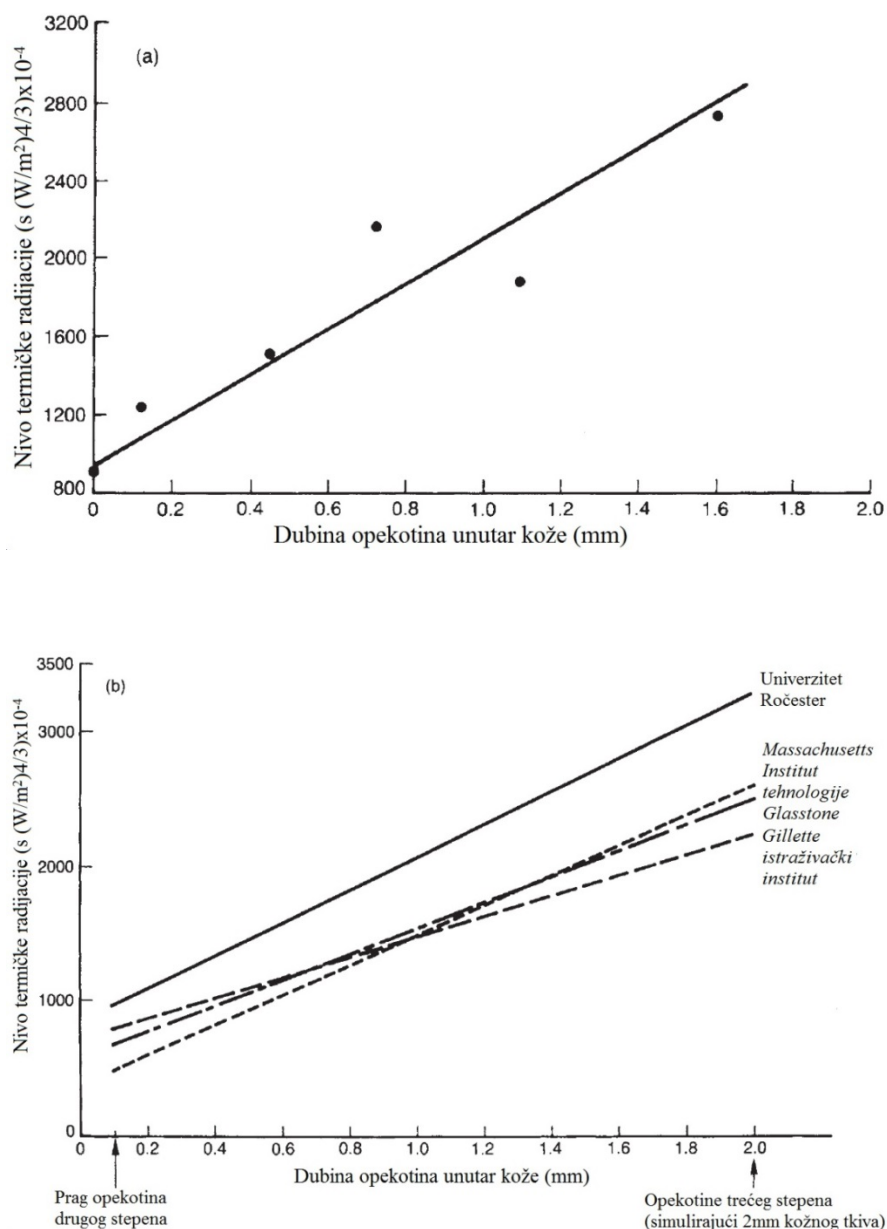 (a)
Nivo termičke radijacije (s (W/m²)4/3)x10⁻⁴
3200
2800
2400
2000
1600
1200
800
0
0.2
0.4
0.6
0.8
1.0
1.2
1.4
1.6
1.8
2.0
Dubina opekotina unutar kože (mm)
(b)
Nivo termičke radijacije (s (W/m²)4/3)x10⁻⁴
3500
3000
2000
1000
0
Univerzitet
Ročester
Massachusetts
Institut
tehnologije
Glasstone
Gillette
istraživački
institut
0
0.2
0.4
0.6
0.8
1.0
1.2
1.4
1.6
1.8
2.0
Dubina opekotina unutar kože (mm)
Prag opekotina
drugog stepena
Opekotine trećeg stepena
(simulirajući 2mm kožnog tkiva)